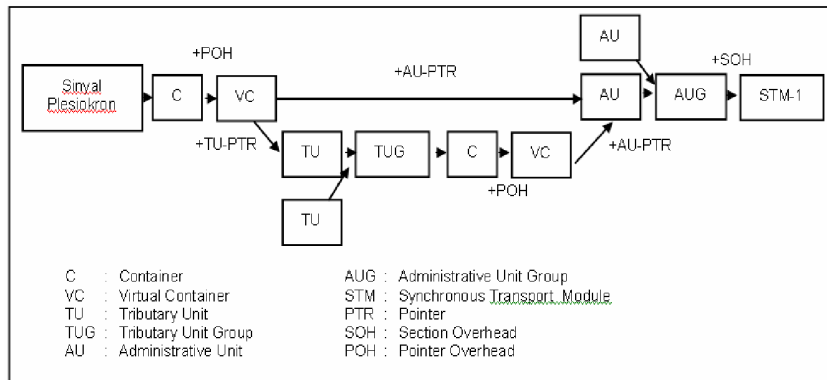 AU
+POH
+SOH
+AU-PTR
Sinyal
Plesiokron
C
VC
AU
AUG
STM-1
+TU-PTR
TU
TUG
C
VC
+AU-PTR
+POH
TU
C : Container
VC : Virtual Container
TU : Tributary Unit
TUG : Tributary Unit Group
AU : Administrative Unit
AUG : Administrative Unit Group
STM : Synchronous Transport Module
PTR : Pointer
SOH : Section Overhead
POH : Pointer Overhead